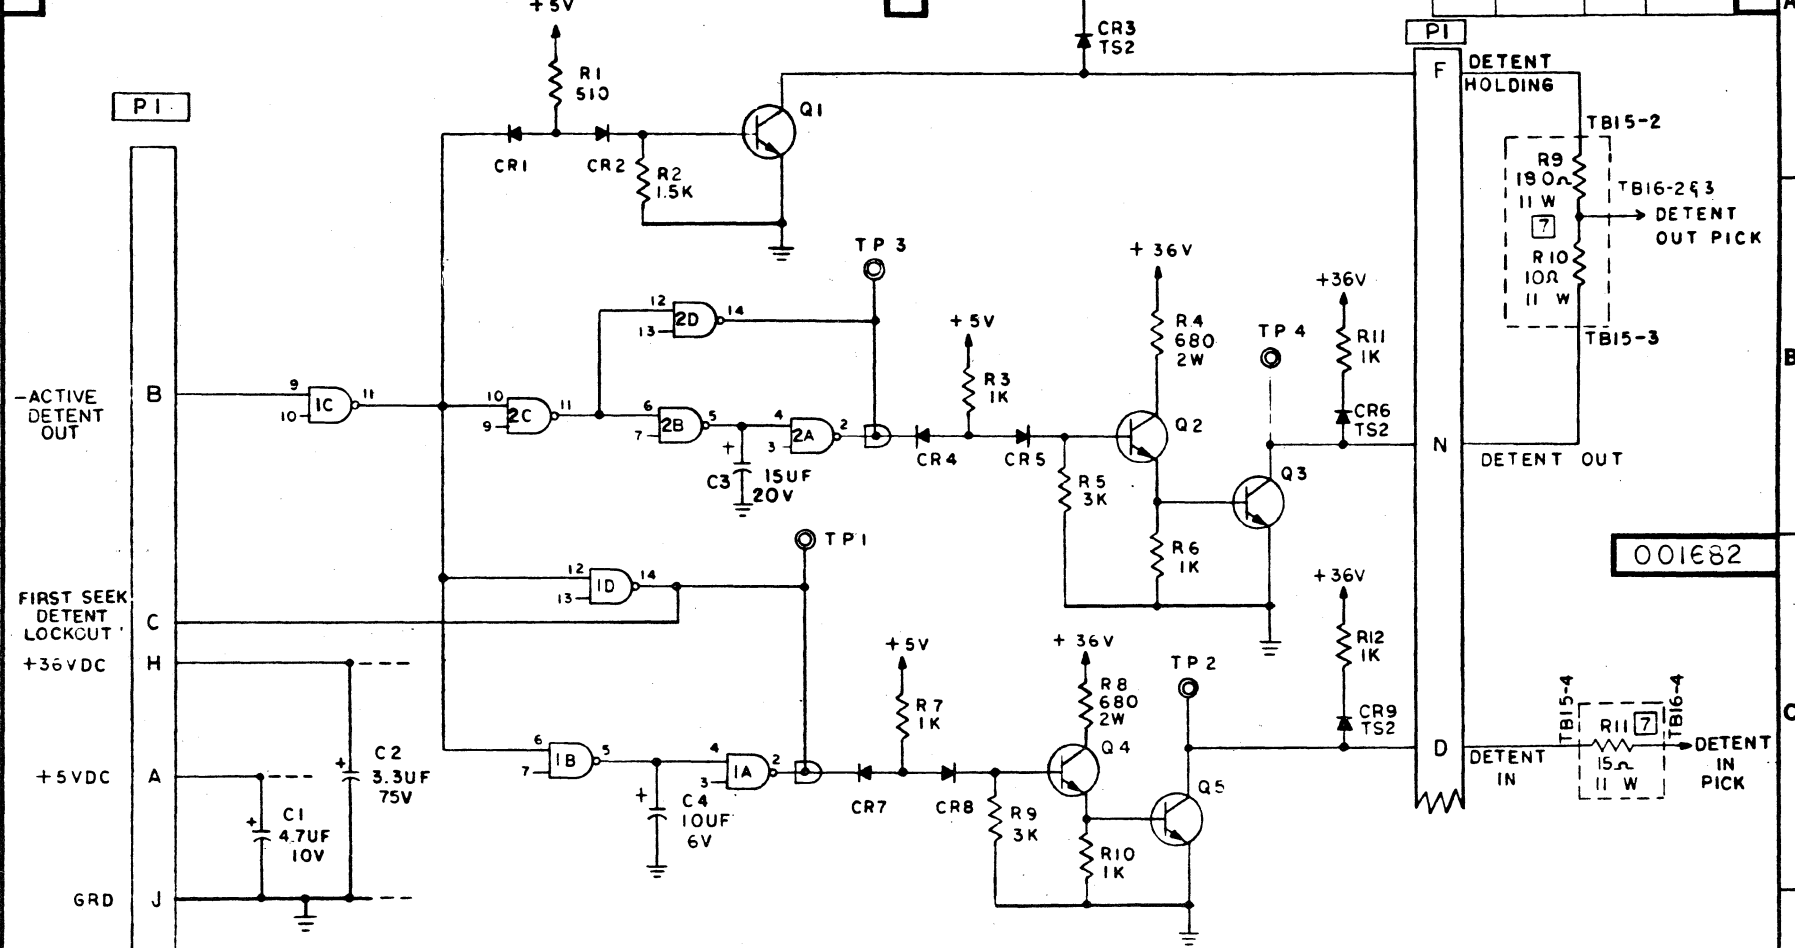 +5V
CR3
TS2
P1
A
R1
510
Q1
F
DETENT
HOLDING
P1
CR1
CR2
R2
1.5K
TB15-2
R9
180Ω
11 W
7
TB16-2&3
DETENT
OUT PICK
R10
10Ω
11 W
TB15-3
TP 3
+ 36V
+36V
12
2D
14
13
+5V
R4
680
2W
TP 4
R11
1K
B
-ACTIVE
DETENT
OUT
B
9
1C
11
10
10
2C
11
9
6
2B
5
7
4
2A
2
3
R3
1K
CR4
CR5
Q2
CR6
TS2
N
DETENT OUT
+
C3
15UF
20V
R5
3K
Q3
R6
1K
TP1
001682
FIRST SEEK
DETENT
LOCKOUT
C
12
1D
14
13
+36V
+36VDC
H
+5V
+ 36V
TP2
R12
1K
R7
1K
R8
680
2W
CR9
TS2
C
TB15-4
R11
7
15Ω
11 W
TB16-4
DETENT
IN
PICK
D
DETENT
IN
+
C2
3.3UF
75V
6
1B
5
7
4
1A
2
3
Q4
+5VDC
A
+
C1
4.7UF
10V
+
C4
10UF
6V
CR7
CR8
R9
3K
Q5
R10
1K
GRD
J